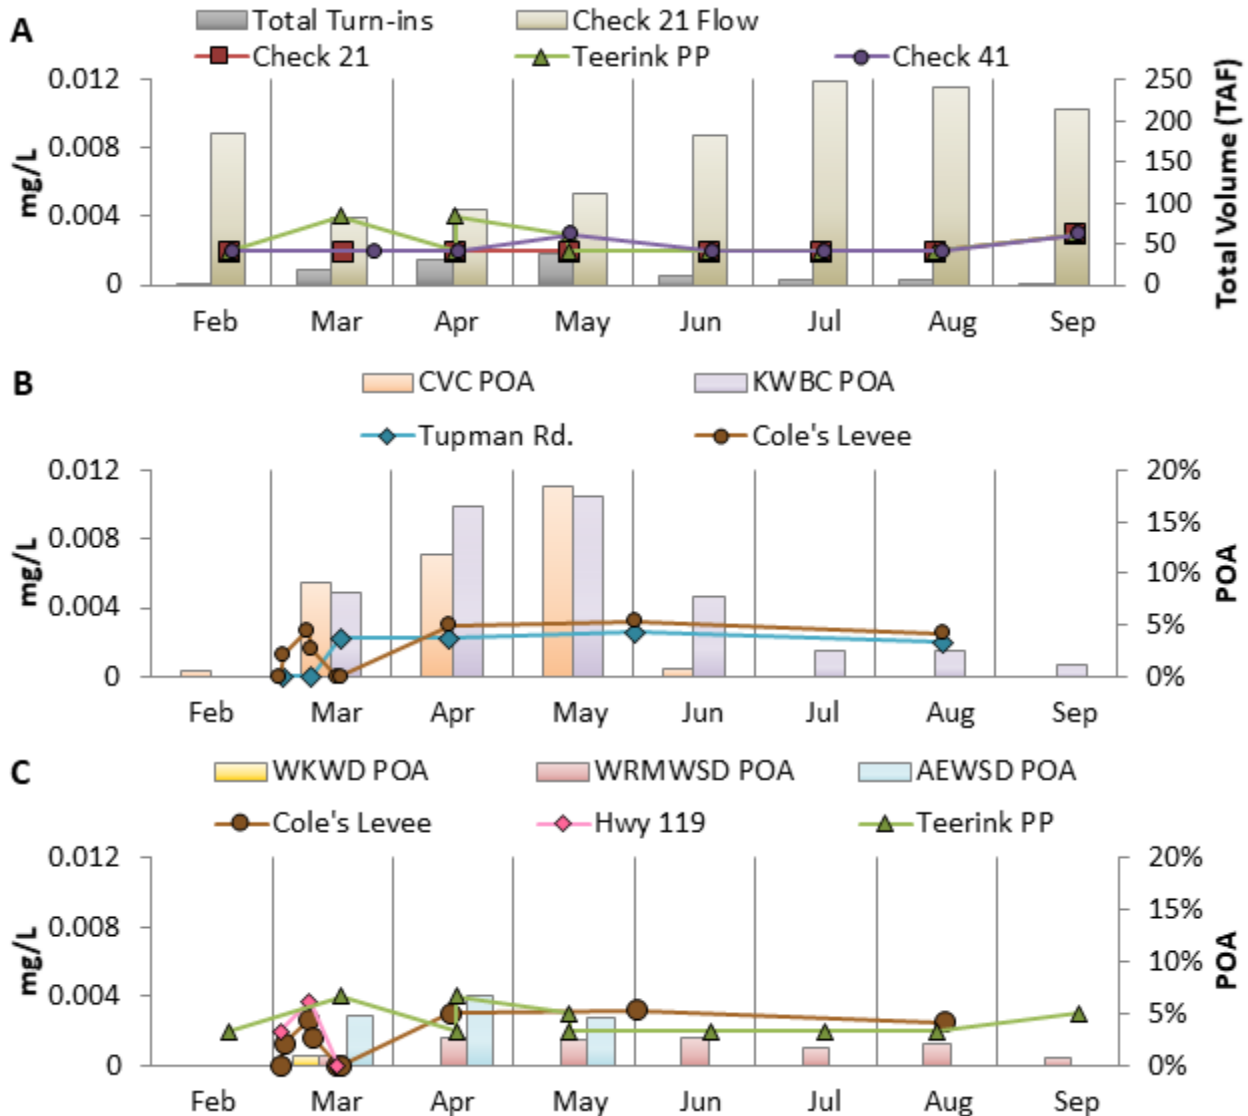 A
Total Turn-ins Check 21 Flow
Check 21 Teerink PP Check 41
0.012 250
200
0.008 150
0.004 100
50
0 0
mg/L
Total Volume (TAF)
Feb Mar Apr May Jun Jul Aug Sep
B
CVC POA KWBC POA
Tupman Rd. Cole's Levee
0.012 20%
15%
0.008
10%
0.004 5%
0 0%
mg/L
POA
Feb Mar Apr May Jun Jul Aug Sep
C
WKWD POA WRMWSD POA AEWSD POA
Cole's Levee Hwy 119 Teerink PP
0.012 20%
15%
0.008
10%
0.004 5%
0 0%
mg/L
POA
Feb Mar Apr May Jun Jul Aug Sep